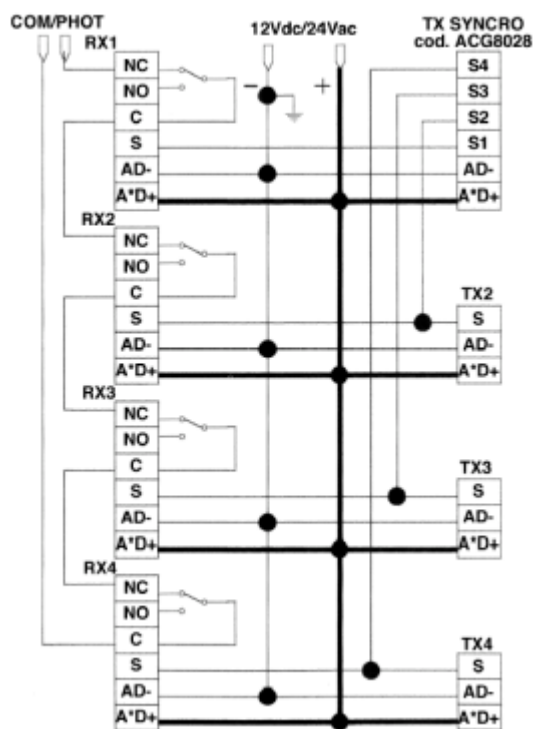 COM/PHOT
12Vdc/24Vac
TX SYNCRO
cod. ACG8028
RX1
NC
NO
C
S
AD-
A*D+
- +
S4
S3
S2
S1
AD-
A*D+
RX2
NC
NO
C
S
AD-
A*D+
TX2
S
AD-
A*D+
RX3
NC
NO
C
S
AD-
A*D+
TX3
S
AD-
A*D+
RX4
NC
NO
C
S
AD-
A*D+
TX4
S
AD-
A*D+